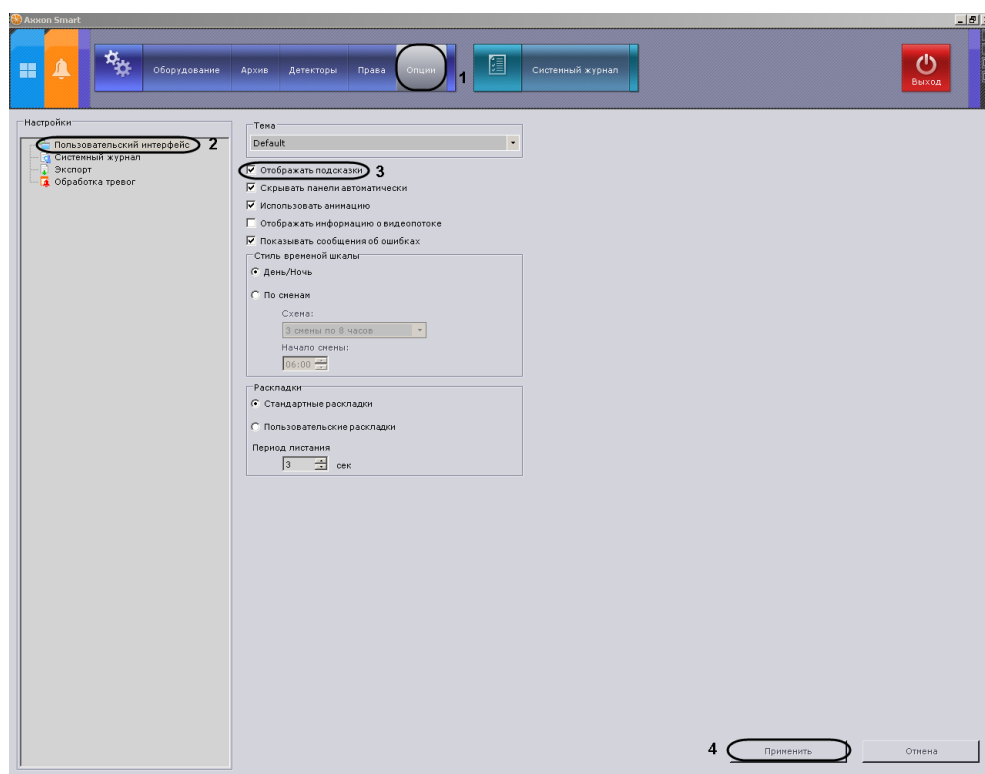 Axxon Smart
Оборудование Архив Детекторы Права Опции 1 Системный журнал Выход
Настройки
Пользовательский интерфейс 2
Системный журнал
Экспорт
Обработка тревог
Тема
Default
Отображать подсказки 3
Скрывать панели автоматически
Использовать анимацию
Отображать информацию о видеопотоке
Показывать сообщения об ошибках
Стиль временой шкалы
День/Ночь
По сменам
Схема:
3 смены по 8 часов
Начало смены:
06:00
Раскладки
Стандартные раскладки
Пользовательские раскладки
Период листания
3 сек
4 Применить Отмена